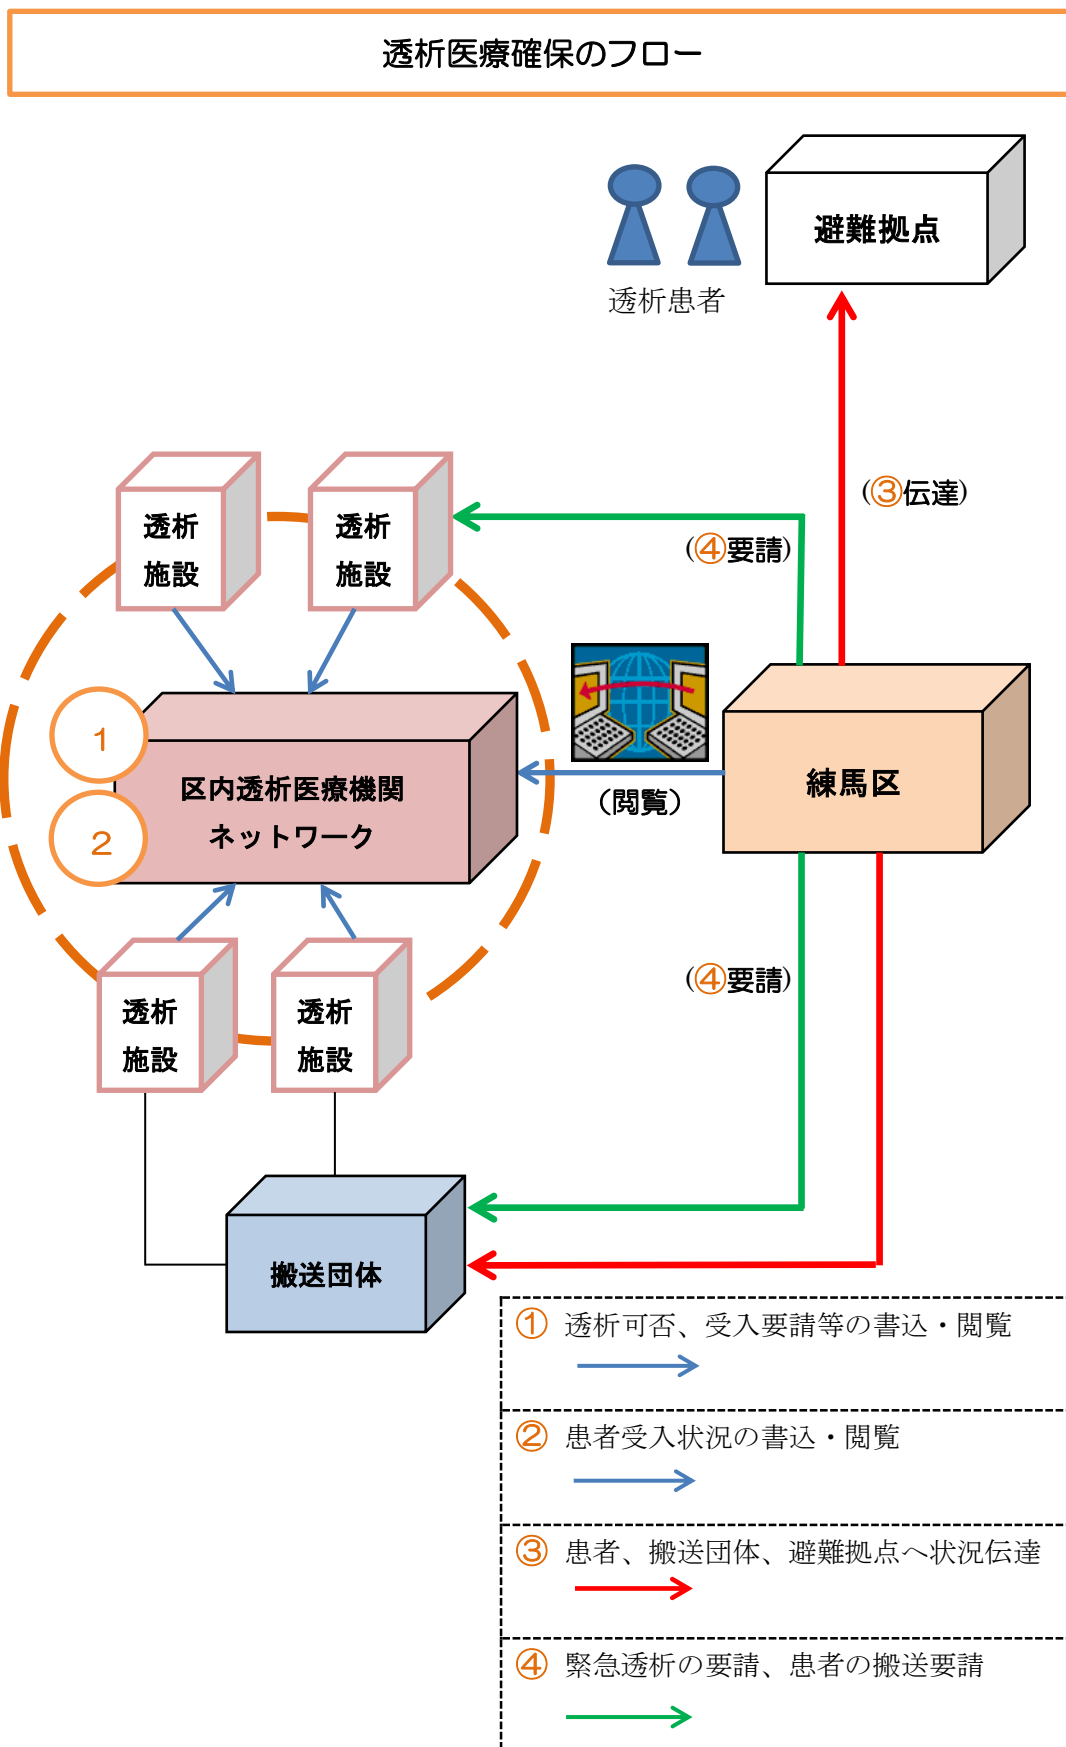 透析医療確保のフロー
避難拠点
透析患者
(③伝達)
透析
施設
透析
施設
(④要請)
1
区内透析医療機関
ネットワーク
2
(閲覧)
練馬区
(④要請)
透析
施設
透析
施設
搬送団体
① 透析可否、受入要請等の書込・閲覧
② 患者受入状況の書込・閲覧
③ 患者、搬送団体、避難拠点へ状況伝達
④ 緊急透析の要請、患者の搬送要請